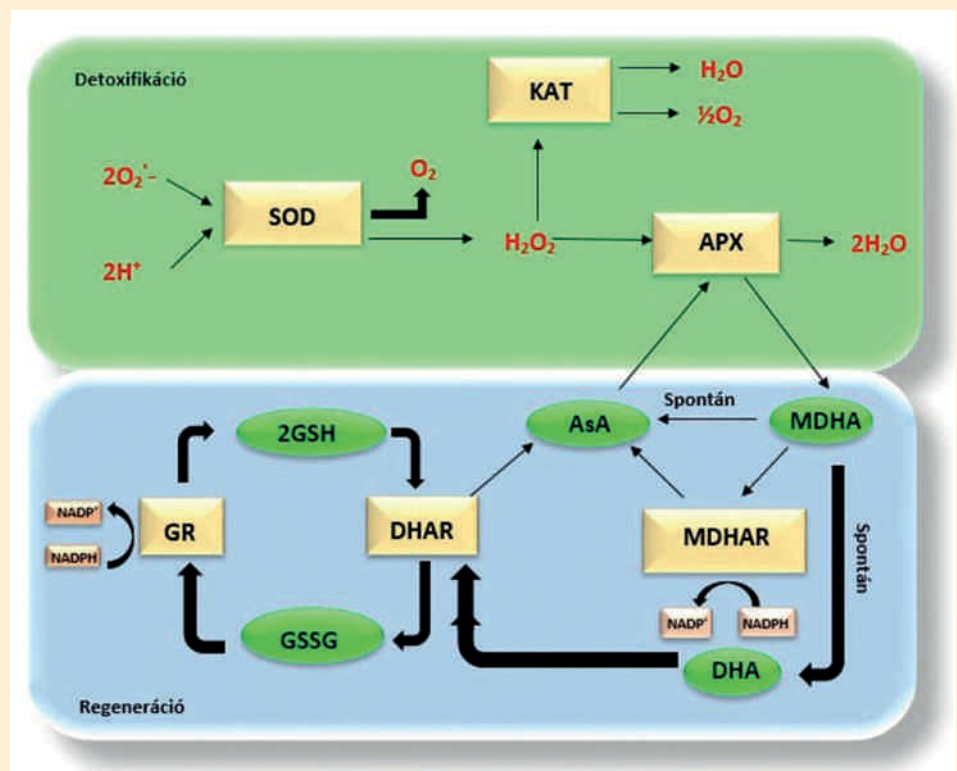 Detoxifikáció
KAT
H₂O
½O₂
2O₂˙⁻
SOD
O₂
2H⁺
H₂O₂
APX
2H₂O
2GSH
AsA
Spontán
MDHA
NADP⁺
NADPH
GR
DHAR
MDHAR
Spontán
NADP⁺
NADPH
GSSG
DHA
Regeneráció